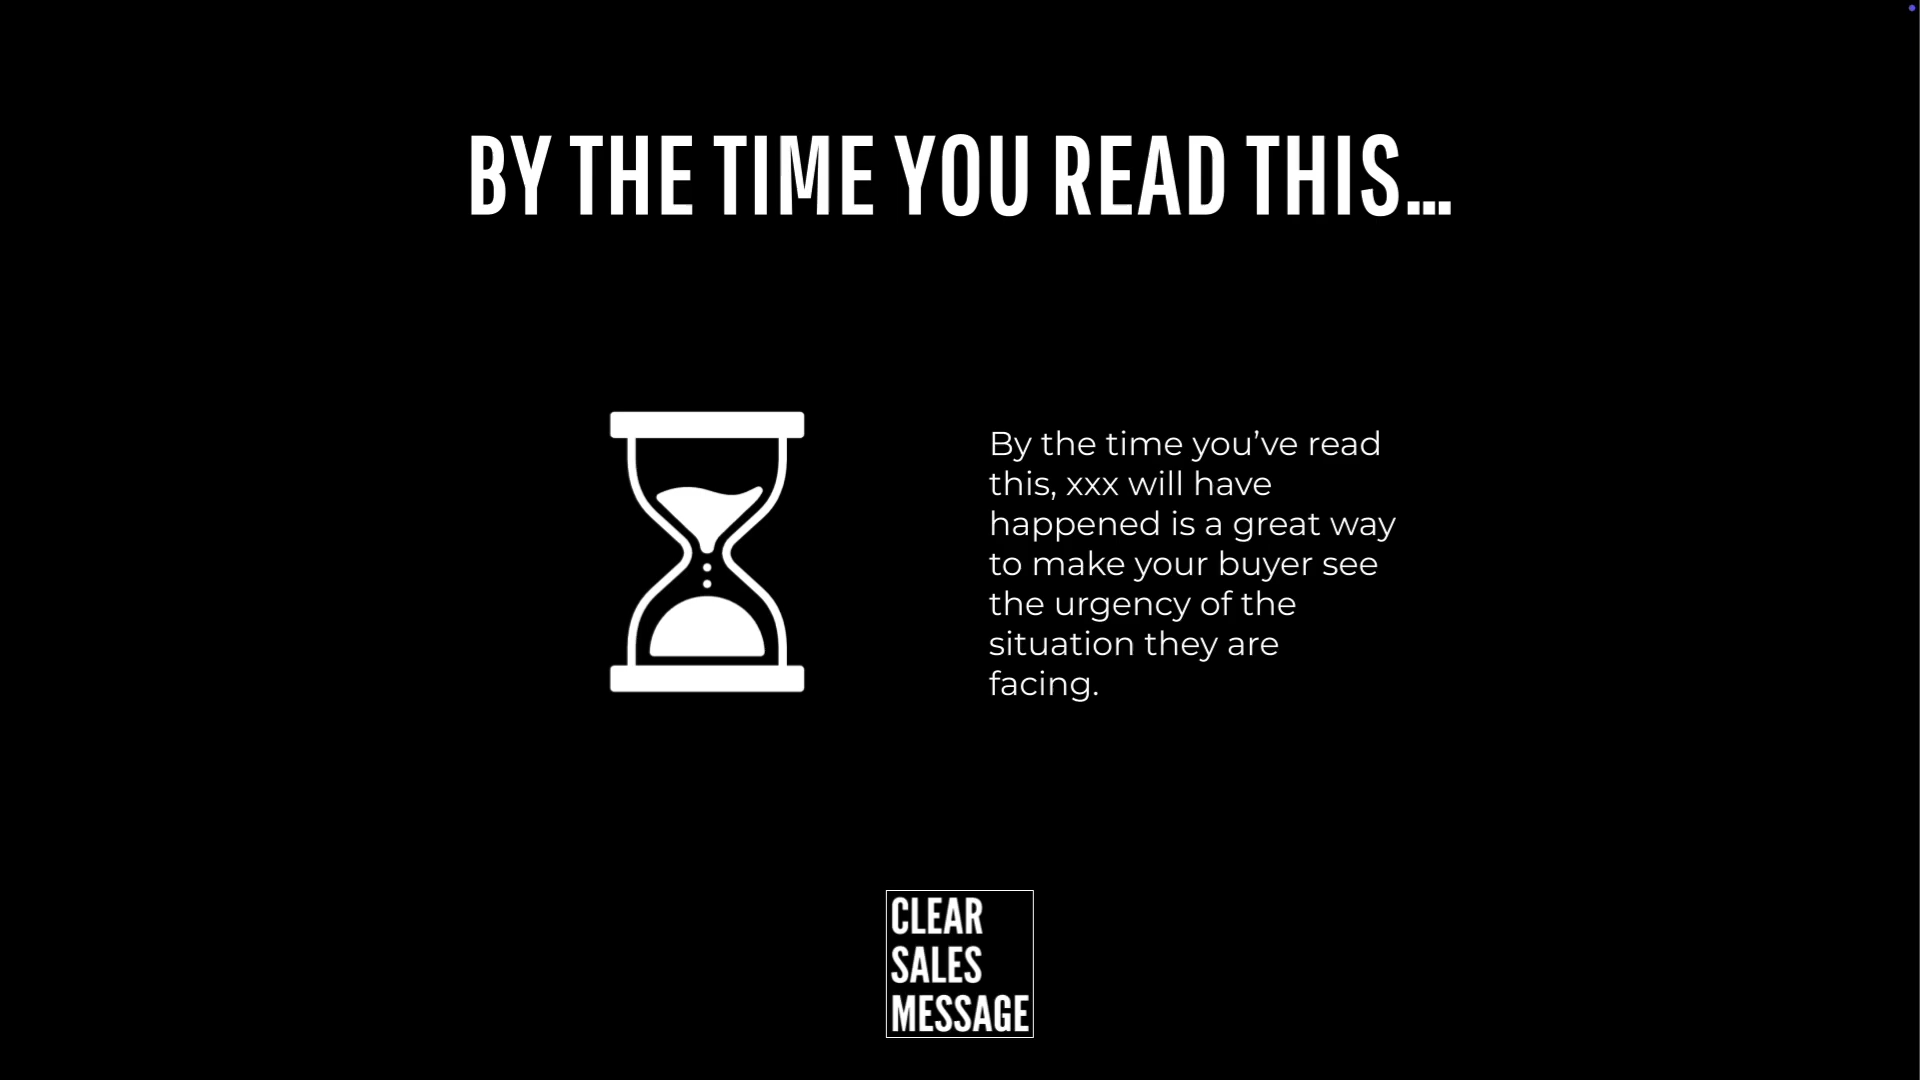 BY THE TIME YOU READ THIS...
By the time you’ve read
this, xxx will have
happened is a great way
to make your buyer see
the urgency of the
situation they are
facing.
CLEAR
SALES
MESSAGE